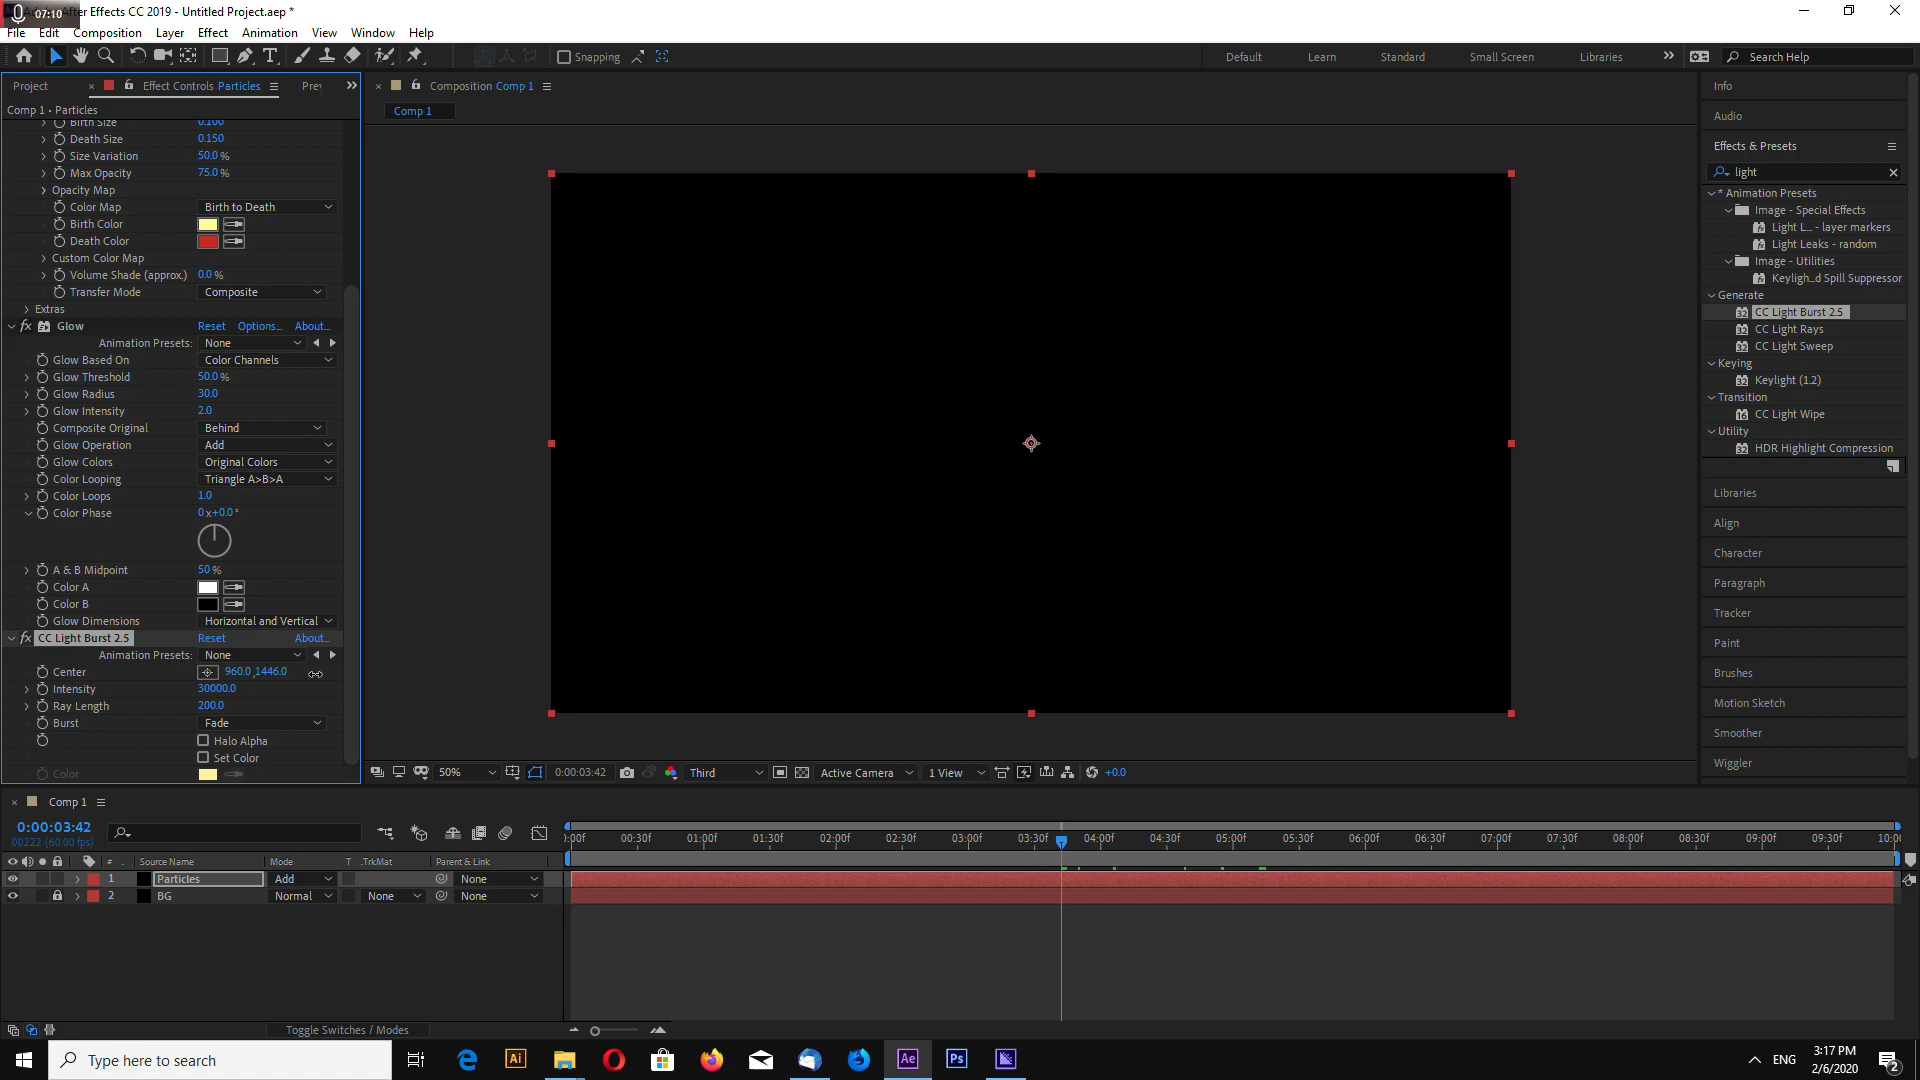 07:10
After Effects CC 2019 - Untitled Project.aep *
File Edit Composition Layer Effect Animation View Window Help
Snapping
Default Learn Standard Small Screen Libraries
Search Help
Project
Effect Controls Particles
Comp 1 • Particles
Birth Size 0.100
Death Size 0.150
Size Variation 50.0 %
Max Opacity 75.0 %
Opacity Map
Color Map Birth to Death
Birth Color
Death Color
Custom Color Map
Volume Shade (approx.) 0.0 %
Transfer Mode Composite
Extras
fx Glow Reset Options... About...
Animation Presets: None
Glow Based On Color Channels
Glow Threshold 50.0 %
Glow Radius 30.0
Glow Intensity 2.0
Composite Original Behind
Glow Operation Add
Glow Colors Original Colors
Color Looping Triangle A>B>A
Color Loops 1.0
Color Phase 0x+0.0°
A & B Midpoint 50 %
Color A
Color B
Glow Dimensions Horizontal and Vertical
fx CC Light Burst 2.5 Reset About...
Animation Presets: None
Center 960.0,1446.0
Intensity 30000.0
Ray Length 200.0
Burst Fade
Halo Alpha
Set Color
Color
Composition Comp 1
Comp 1
50% 0:00:03:42 Third Active Camera 1 View +0.0
Info
Audio
Effects & Presets
light
* Animation Presets
Image - Special Effects
Light L... - layer markers
Light Leaks - random
Image - Utilities
Keyligh...d Spill Suppressor
Generate
CC Light Burst 2.5
CC Light Rays
CC Light Sweep
Keying
Keylight (1.2)
Transition
CC Light Wipe
Utility
HDR Highlight Compression
Libraries
Align
Character
Paragraph
Tracker
Paint
Brushes
Motion Sketch
Smoother
Wiggler
Comp 1
0:00:03:42
00222 (60.00 fps)
:00f 00:30f 01:00f 01:30f 02:00f 02:30f 03:00f 03:30f 04:00f 04:30f 05:00f 05:30f 06:00f 06:30f 07:00f 07:30f 08:00f 08:30f 09:00f 09:30f
# Source Name Mode T .TrkMat Parent & Link
1 Particles Add None
2 BG Normal None None
Toggle Switches / Modes
Type here to search
Ai
Ae
Ps
ENG
3:17 PM
2/6/2020
2